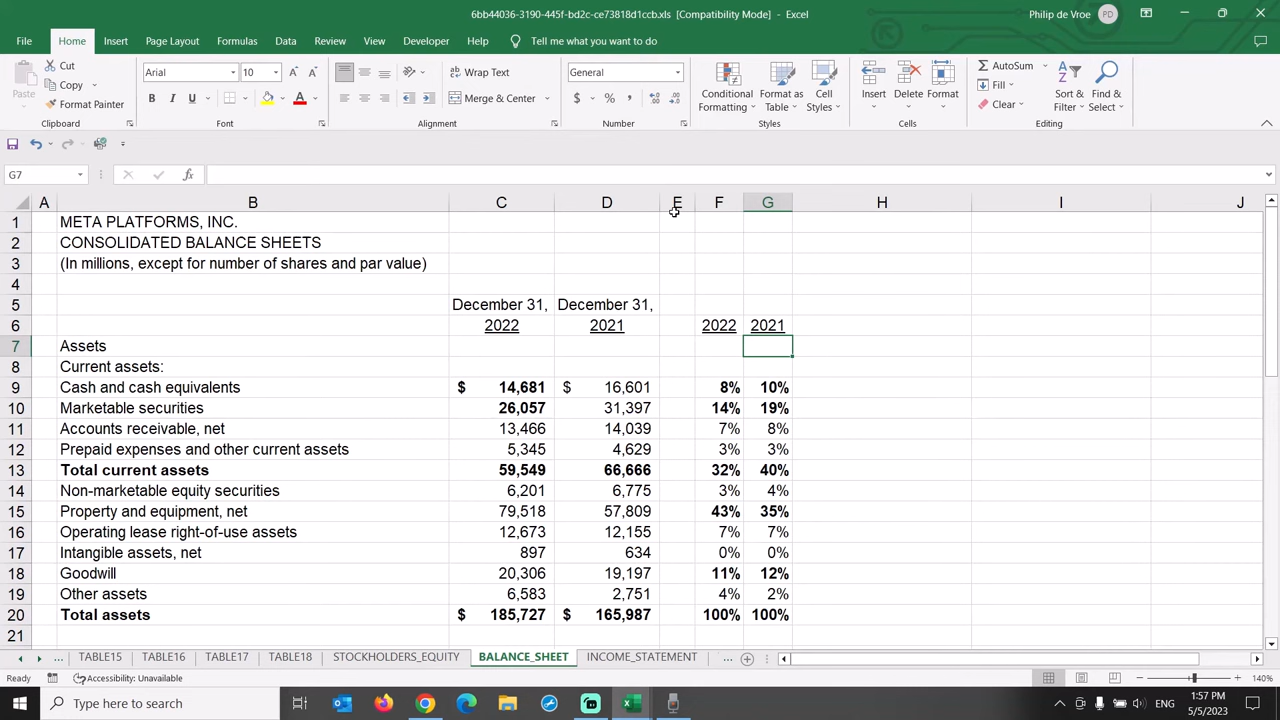 6bb44036-3190-445f-bd2c-ce73818d1ccb.xls [Compatibility Mode] - Excel Philip de Vroe PD
File Home Insert Page Layout Formulas Data Review View Developer Help Tell me what you want to do
Paste Cut Copy Format Painter Arial 10 Wrap Text Merge & Center General Conditional Formatting Format as Table Cell Styles Insert Delete Format AutoSum Fill Clear Sort & Filter Find & Select
Clipboard Font Alignment Number Styles Cells Editing
G7
A B C D E F G H I J
1 META PLATFORMS, INC.
2 CONSOLIDATED BALANCE SHEETS
3 (In millions, except for number of shares and par value)
4
5 December 31, December 31,
6 2022 2021 2022 2021
7 Assets
8 Current assets:
9 Cash and cash equivalents $ 14,681 $ 16,601 8% 10%
10 Marketable securities 26,057 31,397 14% 19%
11 Accounts receivable, net 13,466 14,039 7% 8%
12 Prepaid expenses and other current assets 5,345 4,629 3% 3%
13 Total current assets 59,549 66,666 32% 40%
14 Non-marketable equity securities 6,201 6,775 3% 4%
15 Property and equipment, net 79,518 57,809 43% 35%
16 Operating lease right-of-use assets 12,673 12,155 7% 7%
17 Intangible assets, net 897 634 0% 0%
18 Goodwill 20,306 19,197 11% 12%
19 Other assets 6,583 2,751 4% 2%
20 Total assets $ 185,727 $ 165,987 100% 100%
21
... TABLE15 TABLE16 TABLE17 TABLE18 STOCKHOLDERS_EQUITY BALANCE_SHEET INCOME_STATEMENT ...
Ready Accessibility: Unavailable 140%
Type here to search ENG 1:57 PM
5/5/2023